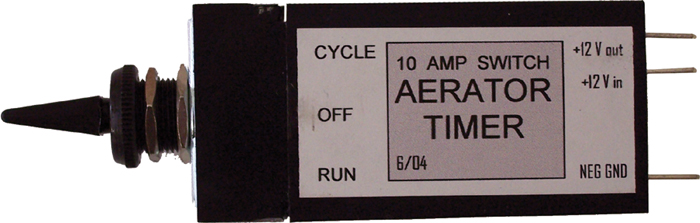 CYCLE
OFF
RUN
10 AMP SWITCH
AERATOR
TIMER
6/04
+12 V out
+12 V in
NEG GND